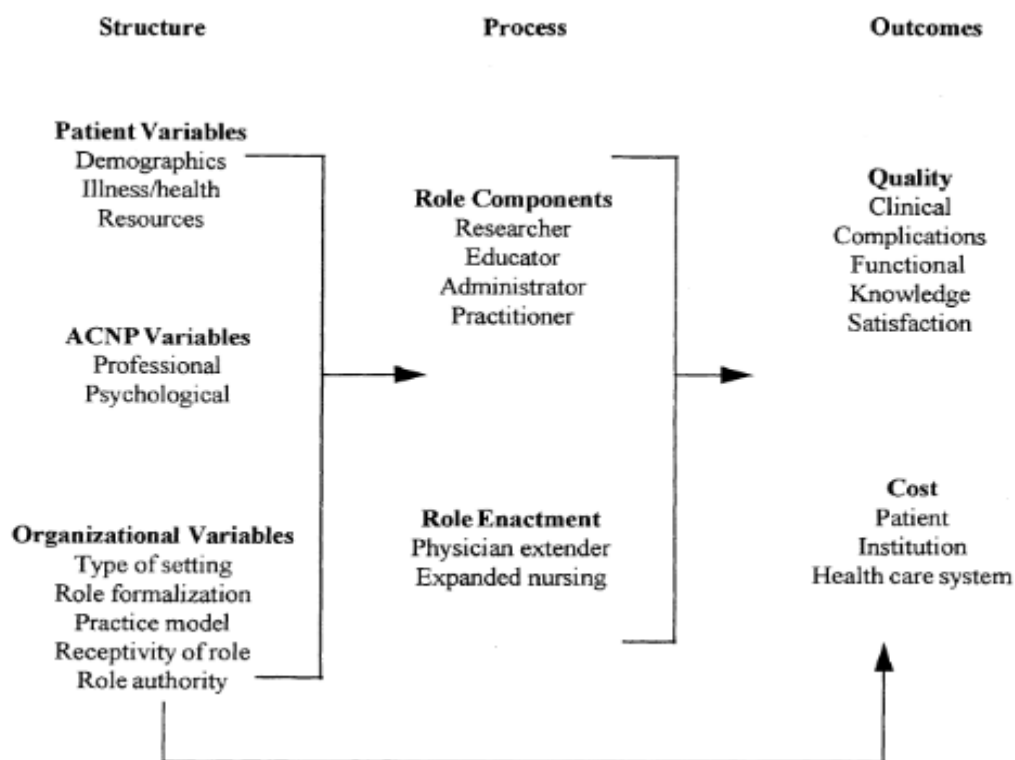 Structure
Process
Outcomes
Patient Variables
Demographics
Illness/health
Resources
ACNP Variables
Professional
Psychological
Organizational Variables
Type of setting
Role formalization
Practice model
Receptivity of role
Role authority
Role Components
Researcher
Educator
Administrator
Practitioner
Role Enactment
Physician extender
Expanded nursing
Quality
Clinical
Complications
Functional
Knowledge
Satisfaction
Cost
Patient
Institution
Health care system